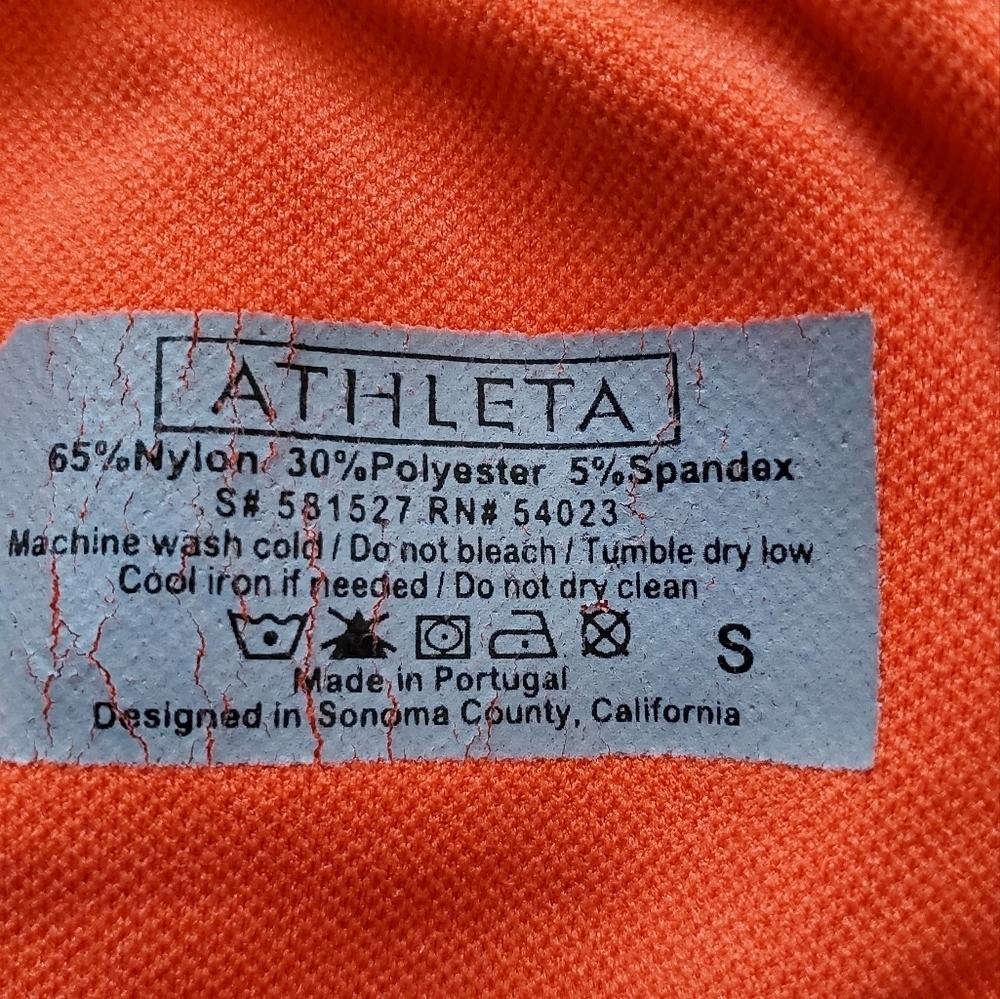 ATHLETA
65%Nylon 30%Polyester 5%Spandex
S# 581527 RN# 54023
Machine wash cold / Do not bleach / Tumble dry low
Cool iron if needed / Do not dry clean
S
Made in Portugal
Designed in Sonoma County, California